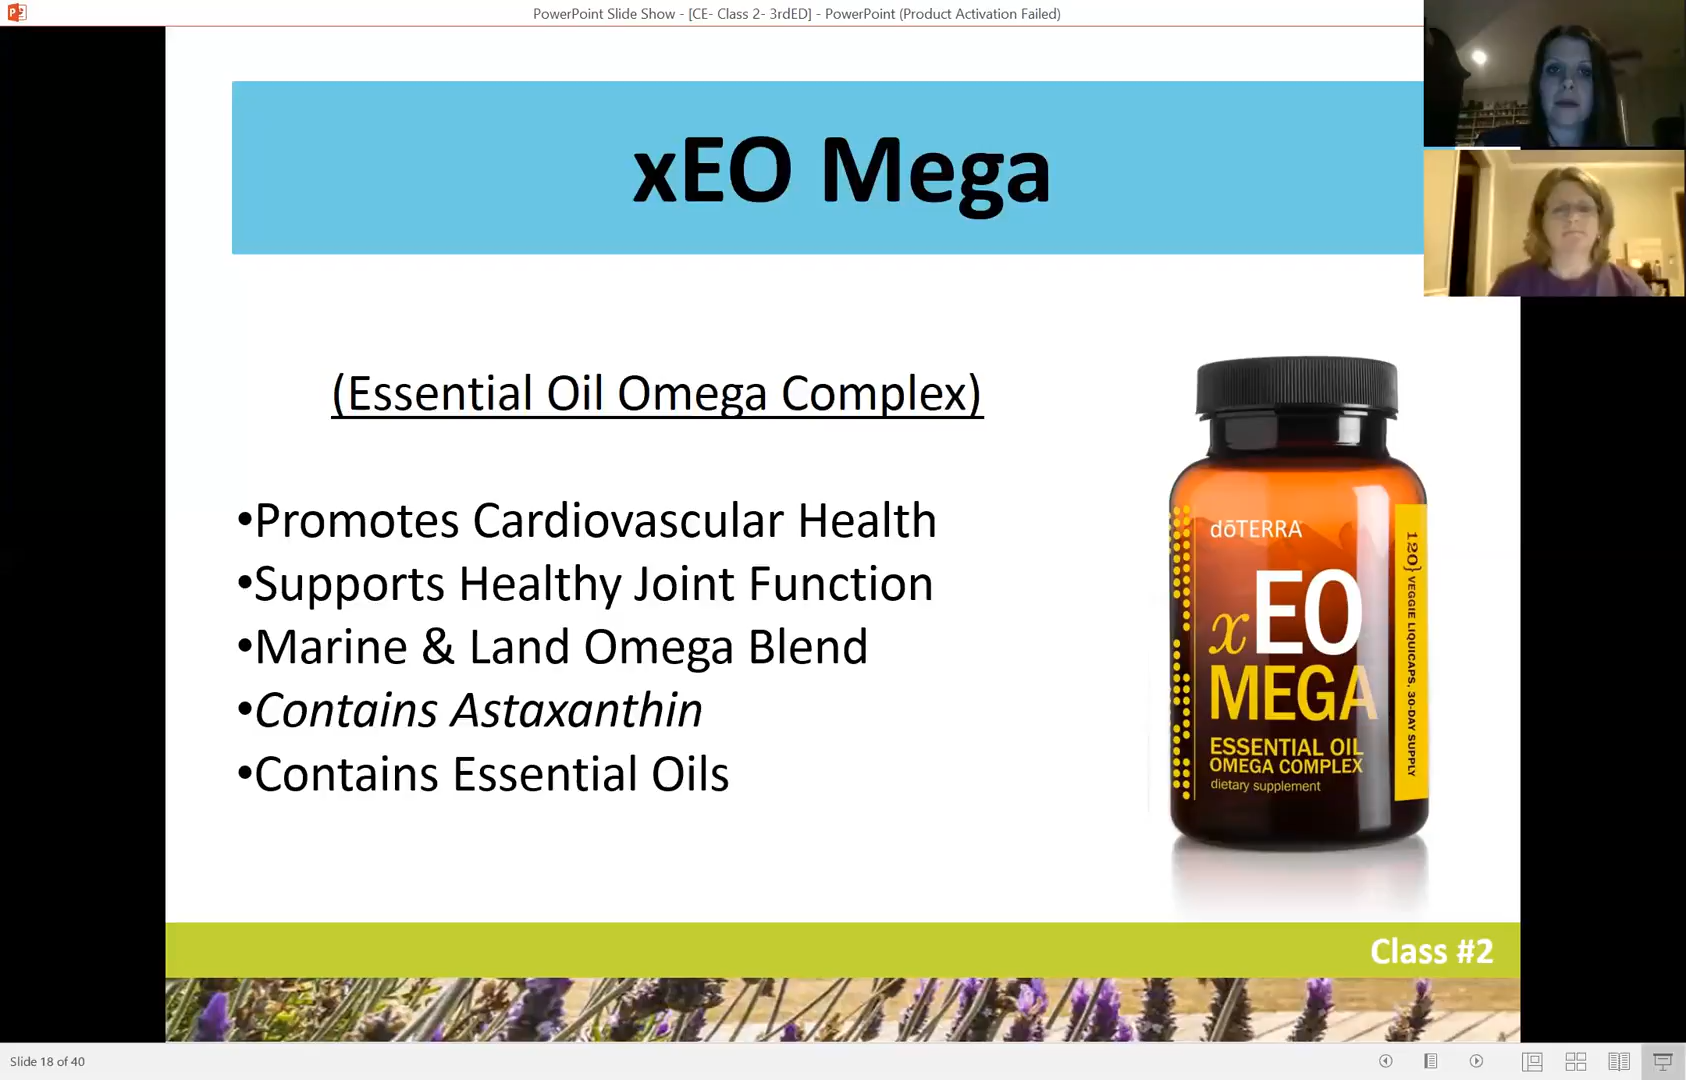 PowerPoint Slide Show - [CE- Class 2- 3rdED] - PowerPoint (Product Activation Failed)
xEO Mega
(Essential Oil Omega Complex)
•Promotes Cardiovascular Health
•Supports Healthy Joint Function
•Marine & Land Omega Blend
•Contains Astaxanthin
•Contains Essential Oils
dōTERRA
xEO
MEGA
ESSENTIAL OIL
OMEGA COMPLEX
dietary supplement
120} VEGGIE LIQUICAPS, 30-DAY SUPPLY
Class #2
Slide 18 of 40